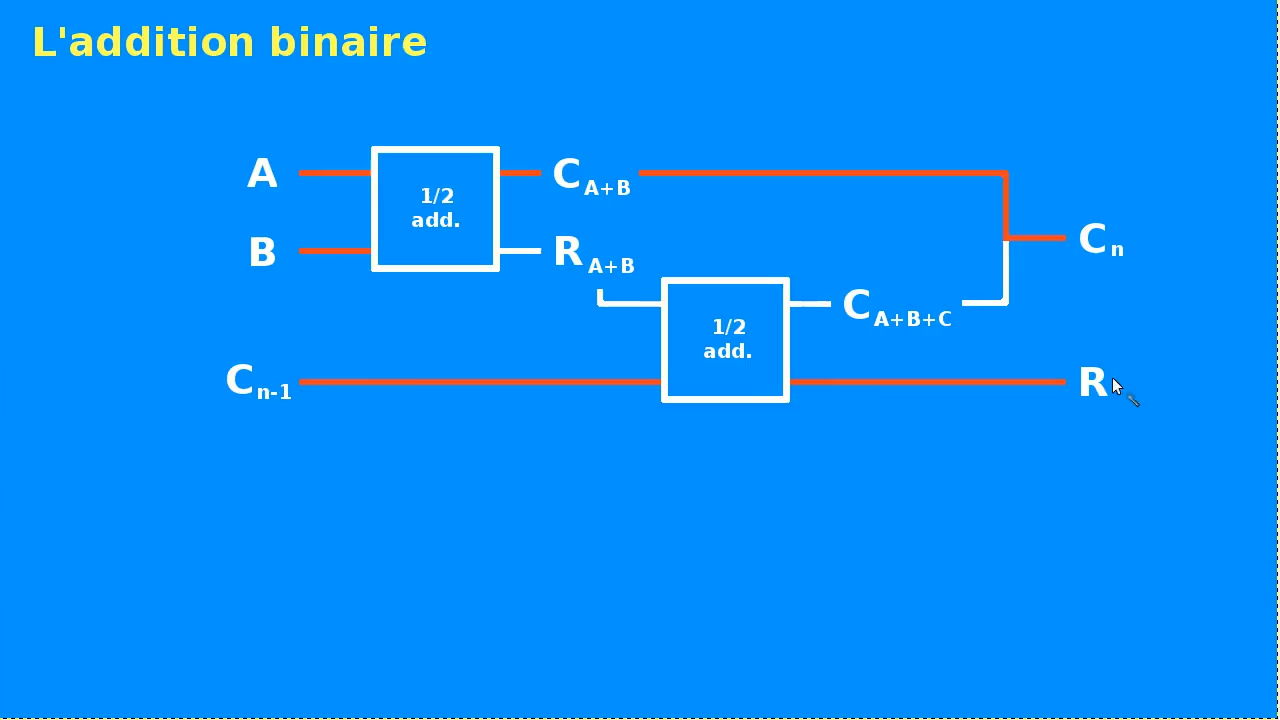 L'addition binaire
A
1/2
add.
C A+B
B
R A+B
C n
1/2
add.
C A+B+C
C n-1
R